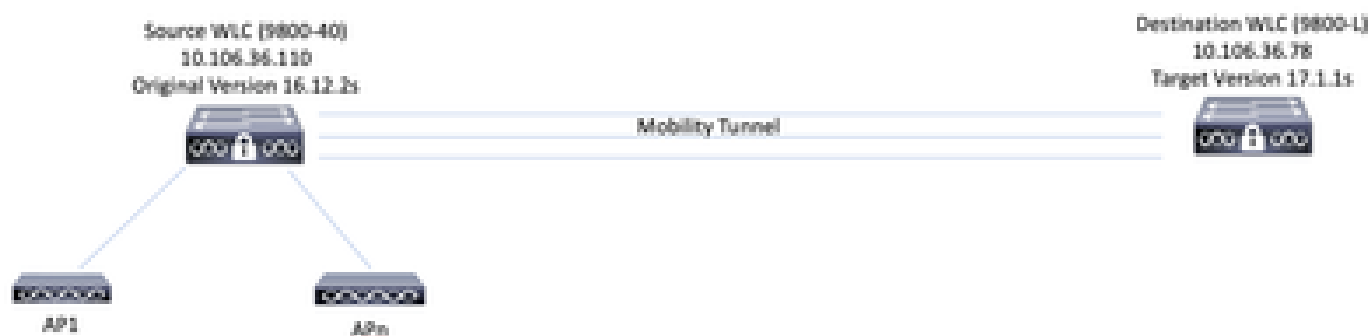 Source WLC (9800-40)
10.106.36.110
Original Version 16.12.2s
Destination WLC (9800-L)
10.106.36.78
Target Version 17.1.1s
Mobility Tunnel
AP1
APn